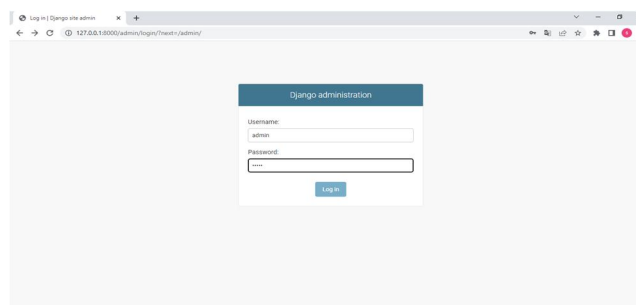 Log in | Django site admin
127.0.0.1:8000/admin/login/?next=/admin/
Django administration
Username:
admin
Password:
•••••
Log in